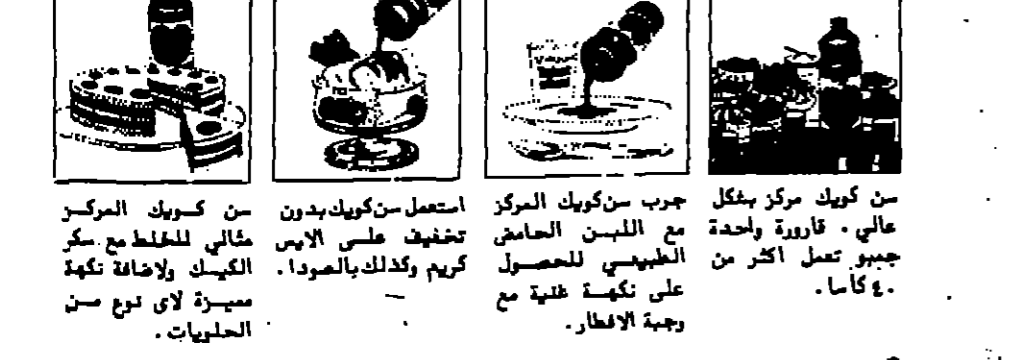 سن كويك مركز بشكل
عالي. قارورة واحدة
جمبو تعمل اكثر من
٤٠ كأسا.
جرب سن كويك المركز
مع اللبن الحامض
الطبيعي للحصول
على نكهة غنية مع
وجبة الافطار.
استعمل سن كويك بدون
تخفيف على الايس
كريم وكذلك بالصودا.
سن كويك المركز
مثالي للخلط مع سكر
الكيك ولاضافة نكهة
مميزة لاى نوع من
الحلويات.